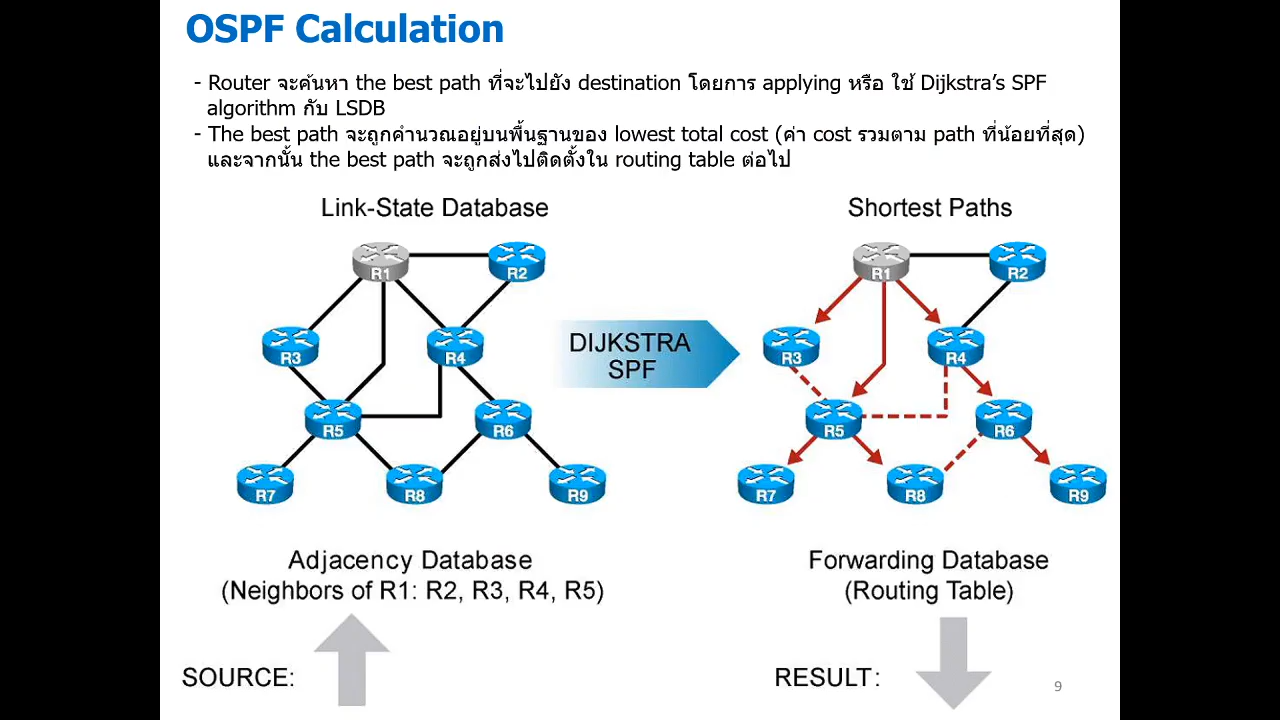 OSPF Calculation
- Router จะค้นหา the best path ที่จะไปยัง destination โดยการ applying หรือ ใช้ Dijkstra's SPF
algorithm กับ LSDB
- The best path จะถูกคำนวณอยู่บนพื้นฐานของ lowest total cost (ค่า cost รวมตาม path ที่น้อยที่สุด)
และจากนั้น the best path จะถูกส่งไปติดตั้งใน routing table ต่อไป
Link-State Database
R1
R2
R3
R4
R5
R6
R7
R8
R9
Adjacency Database
(Neighbors of R1: R2, R3, R4, R5)
SOURCE:
DIJKSTRA
SPF
Shortest Paths
R1
R2
R3
R4
R5
R6
R7
R8
R9
Forwarding Database
(Routing Table)
RESULT:
9